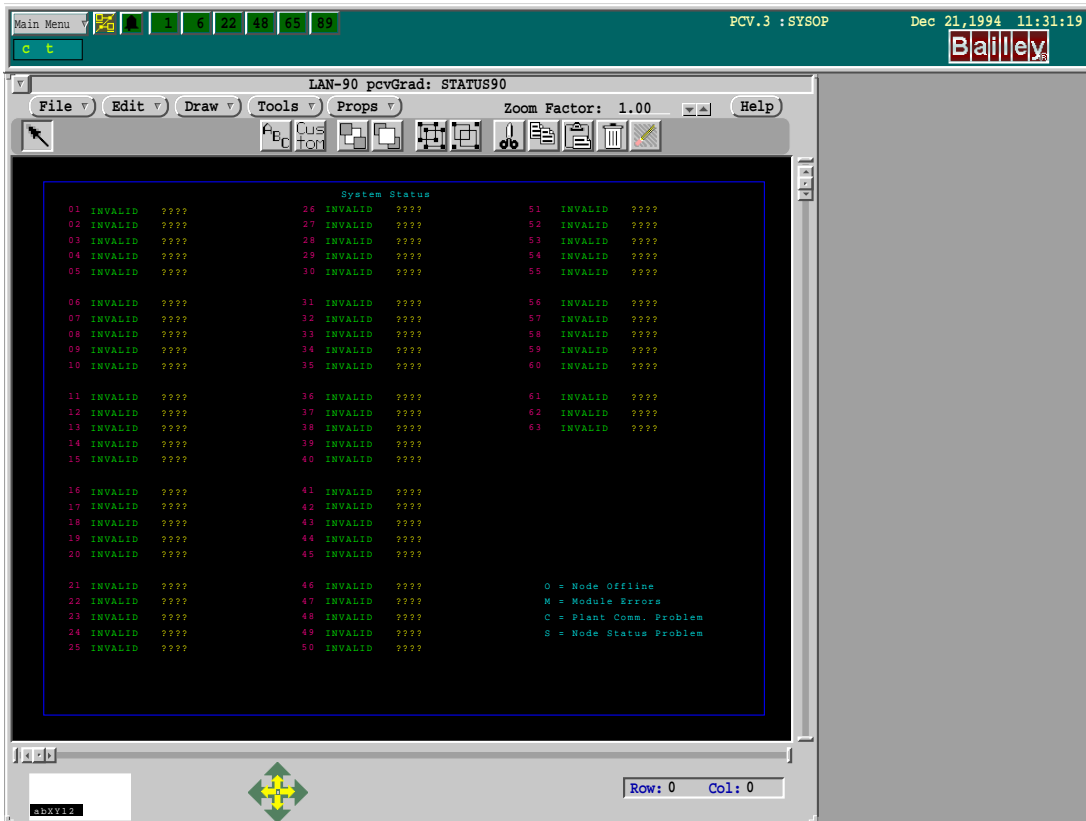 Main Menu 1 6 22 48 65 89 PCV.3 :SYSOP Dec 21,1994 11:31:19
c t Bailey®
LAN-90 pcvGrad: STATUS90
File Edit Draw Tools Props Zoom Factor: 1.00 Help
ABC Custom
System Status
01 INVALID ???? 26 INVALID ???? 51 INVALID ????
02 INVALID ???? 27 INVALID ???? 52 INVALID ????
03 INVALID ???? 28 INVALID ???? 53 INVALID ????
04 INVALID ???? 29 INVALID ???? 54 INVALID ????
05 INVALID ???? 30 INVALID ???? 55 INVALID ????
06 INVALID ???? 31 INVALID ???? 56 INVALID ????
07 INVALID ???? 32 INVALID ???? 57 INVALID ????
08 INVALID ???? 33 INVALID ???? 58 INVALID ????
09 INVALID ???? 34 INVALID ???? 59 INVALID ????
10 INVALID ???? 35 INVALID ???? 60 INVALID ????
11 INVALID ???? 36 INVALID ???? 61 INVALID ????
12 INVALID ???? 37 INVALID ???? 62 INVALID ????
13 INVALID ???? 38 INVALID ???? 63 INVALID ????
14 INVALID ???? 39 INVALID ????
15 INVALID ???? 40 INVALID ????
16 INVALID ???? 41 INVALID ????
17 INVALID ???? 42 INVALID ????
18 INVALID ???? 43 INVALID ????
19 INVALID ???? 44 INVALID ????
20 INVALID ???? 45 INVALID ????
21 INVALID ???? 46 INVALID ???? O = Node Offline
22 INVALID ???? 47 INVALID ???? M = Module Errors
23 INVALID ???? 48 INVALID ???? C = Plant Comm. Problem
24 INVALID ???? 49 INVALID ???? S = Node Status Problem
25 INVALID ???? 50 INVALID ????
Row: 0 Col: 0
abXY12